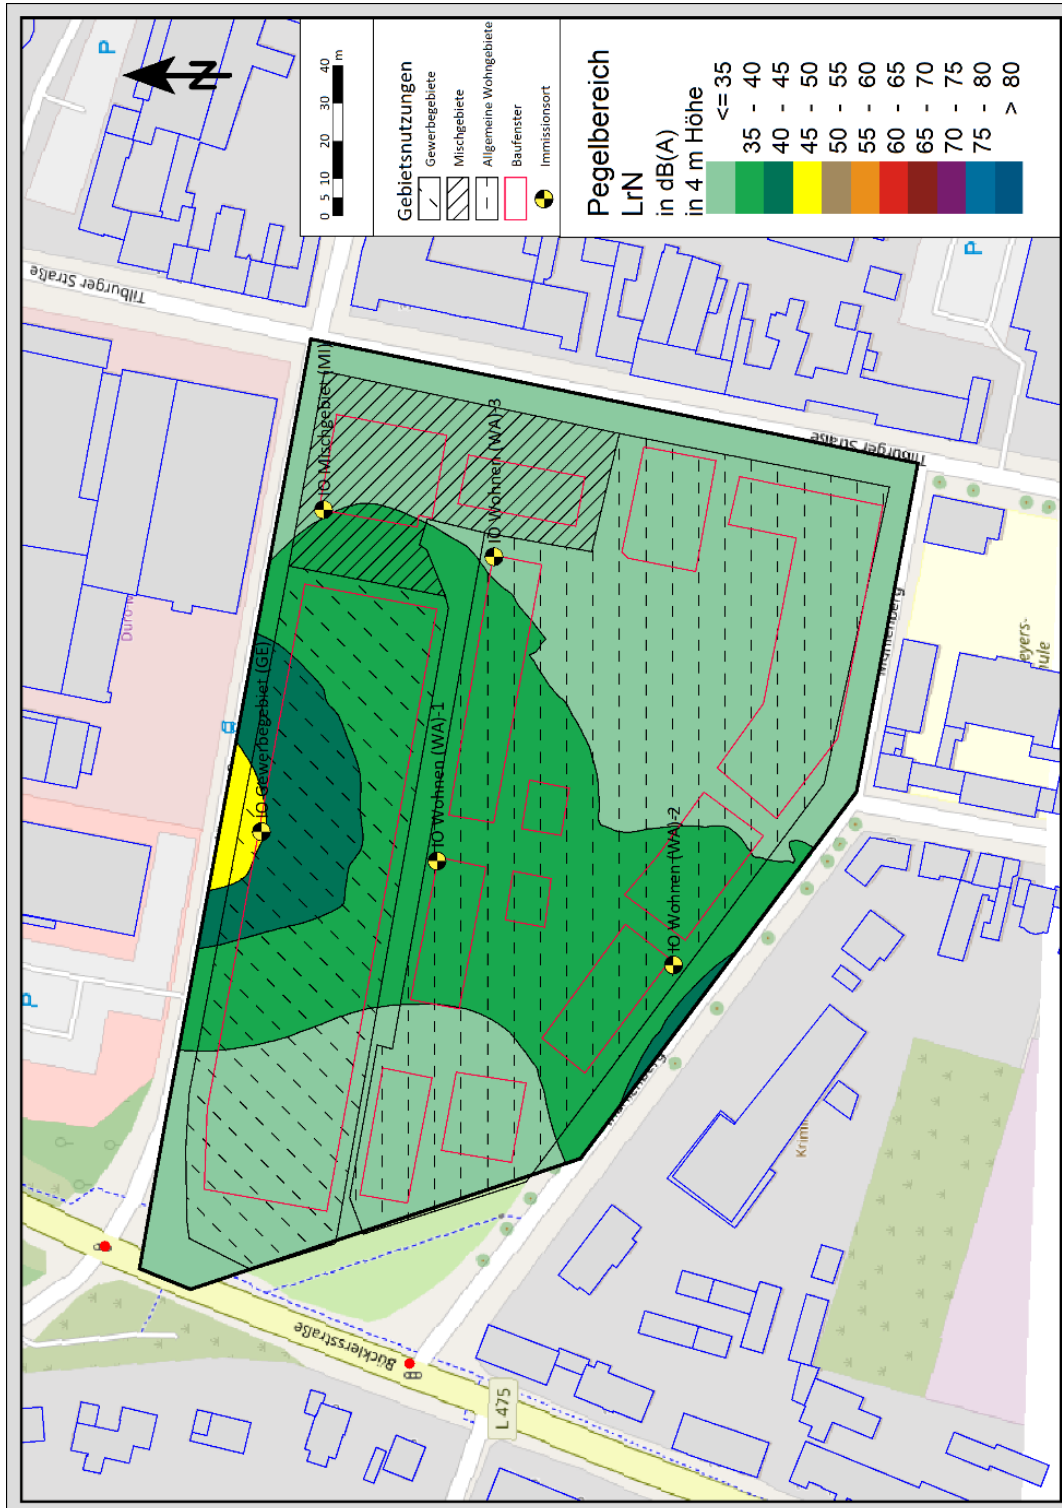 P
N
0 5 10 20 30 40
m
Gebietsnutzungen
Gewerbegebiete
Mischgebiete
Allgemeine Wohngebiete
Baufenster
Immissionsort
Pegelbereich
LrN
in dB(A)
in 4 m Höhe
<= 35
35 - 40
40 - 45
45 - 50
50 - 55
55 - 60
60 - 65
65 - 70
70 - 75
75 - 80
> 80
P
Tilburger Straße
Tilburger Straße
IO Mischgebiet (MI)
IO Wohnen (WA)-3
IO Gewerbegebiet (GE)
IO Wohnen (WA)-1
IO Wohnen (WA)-2
P
Bücklersstraße
L 475